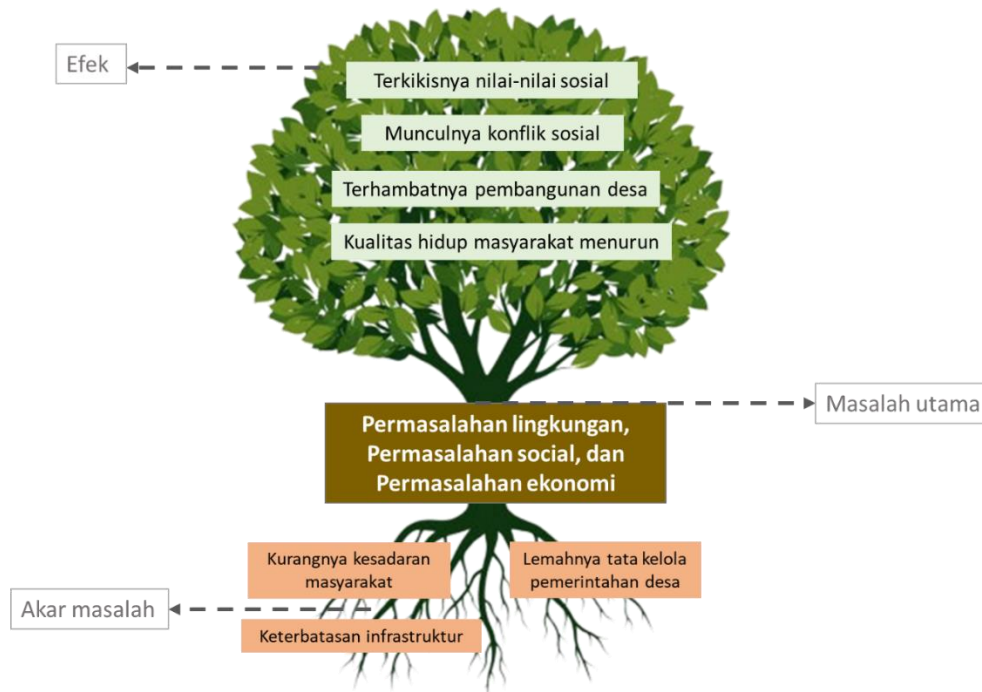 Efek
Terkikisnya nilai-nilai sosial
Munculnya konflik sosial
Terhambatnya pembangunan desa
Kualitas hidup masyarakat menurun
Masalah utama
Permasalahan lingkungan,
Permasalahan social, dan
Permasalahan ekonomi
Kurangnya kesadaran
masyarakat
Lemahnya tata kelola
pemerintahan desa
Akar masalah
Keterbatasan infrastruktur